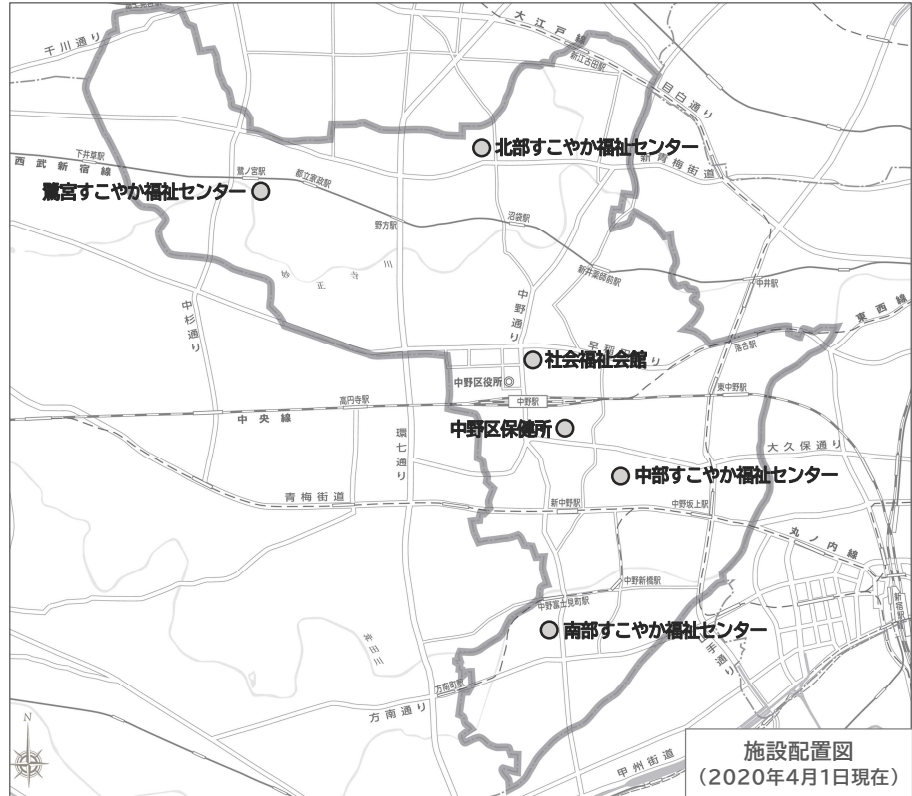 千川通り
大江戸線
新江古田駅
目白通り
北部すこやか福祉センター
新青梅街道
下井草駅
西武新宿線
鷺ノ宮駅
都立家政駅
鷺宮すこやか福祉センター
野方駅
沼袋駅
妙正寺川
新井薬師前駅
中井駅
中杉通り
中野通り
東西線
早稲田通り
落合駅
社会福祉会館
中野区役所◎
高円寺駅
中野駅
東中野駅
中央線
中野区保健所
環七通り
大久保通り
中部すこやか福祉センター
青梅街道
新中野駅
中野坂上駅
丸ノ内線
中野新橋駅
中野富士見町駅
新宿駅
南部すこやか福祉センター
山手通り
方南町駅
方南通り
甲州街道
N
施設配置図
(2020年4月1日現在)